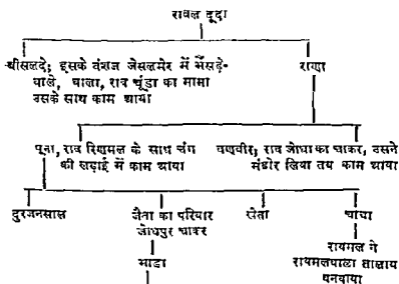 रावल दूदा
बीसलदे; इसके वंशज जेसलमेर में भैंसड़े-
वाले, वाला, राव चूंडा का मामा
उसके साथ काम आया
राणा
पूना, राव रिणमल के साथ चंग
की लड़ाई में काम आया
वणवीर; राव जोधा का चाकर, उसने
मंडोर लिया तब काम आया
दुरजनसाल
जैता का परिवार
जोधपुर चाकर
खेता
चाचा
भाडा
रायमल ने
रायमलवाला तालाब
बनवाया